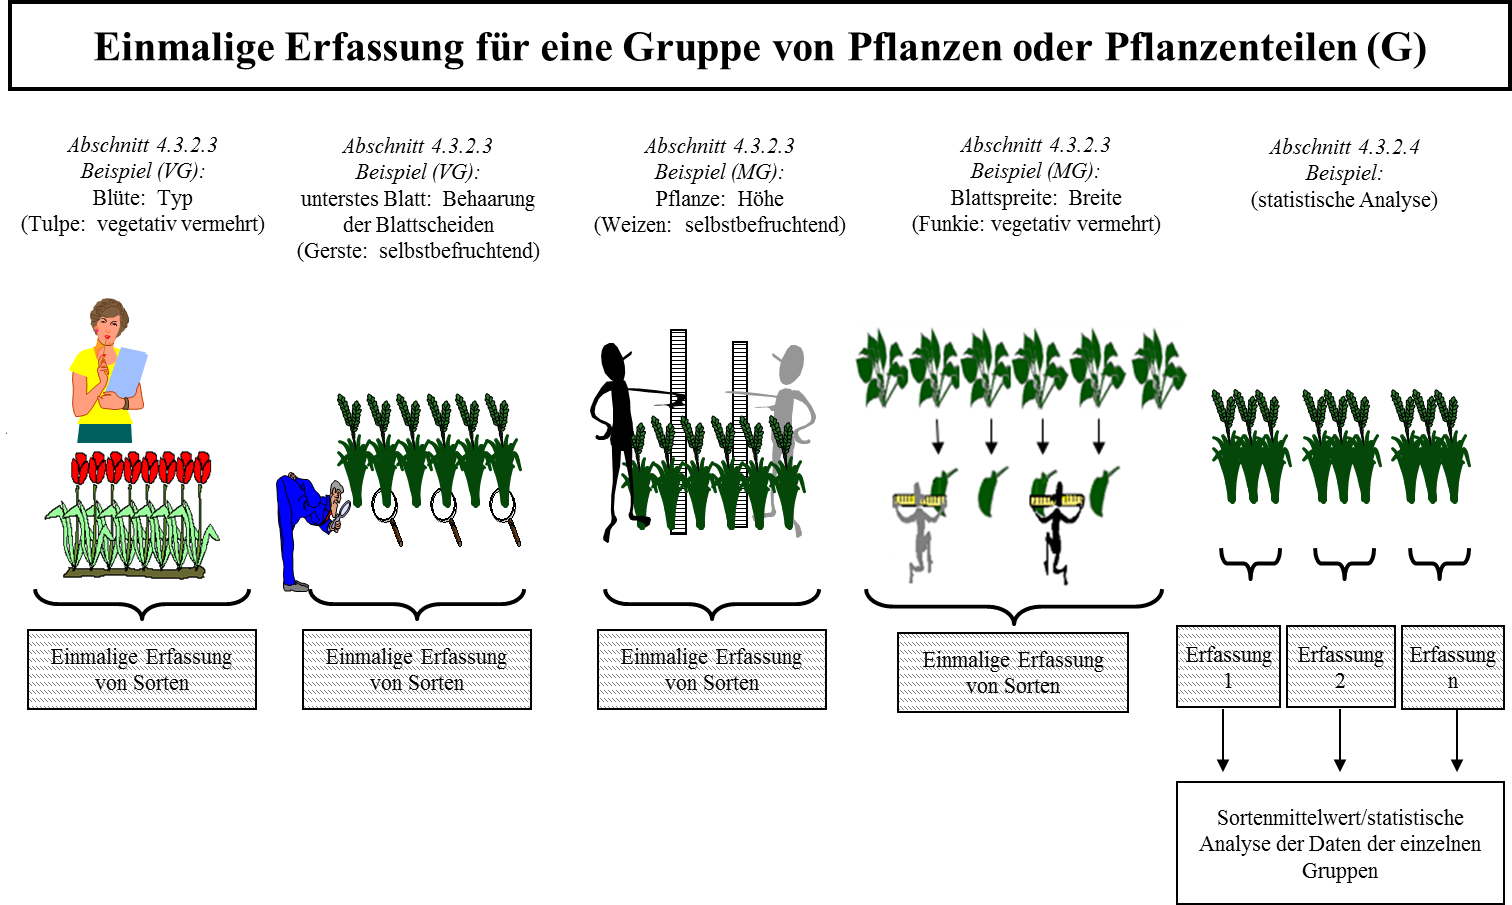 Einmalige Erfassung für eine Gruppe von Pflanzen oder Pflanzenteilen (G)
Abschnitt 4.3.2.3
Beispiel (VG):
Blüte: Typ
(Tulpe: vegetativ vermehrt)
Abschnitt 4.3.2.3
Beispiel (VG):
unterstes Blatt: Behaarung
der Blattscheiden
(Gerste: selbstbefruchtend)
Abschnitt 4.3.2.3
Beispiel (MG):
Pflanze: Höhe
(Weizen: selbstbefruchtend)
Abschnitt 4.3.2.3
Beispiel (MG):
Blattspreite: Breite
(Funkie: vegetativ vermehrt)
Abschnitt 4.3.2.4
Beispiel:
(statistische Analyse)
Einmalige Erfassung
von Sorten
Einmalige Erfassung
von Sorten
Einmalige Erfassung
von Sorten
Einmalige Erfassung
von Sorten
Erfassung
1
Erfassung
2
Erfassung
n
Sortenmittelwert/statistische
Analyse der Daten der einzelnen
Gruppen